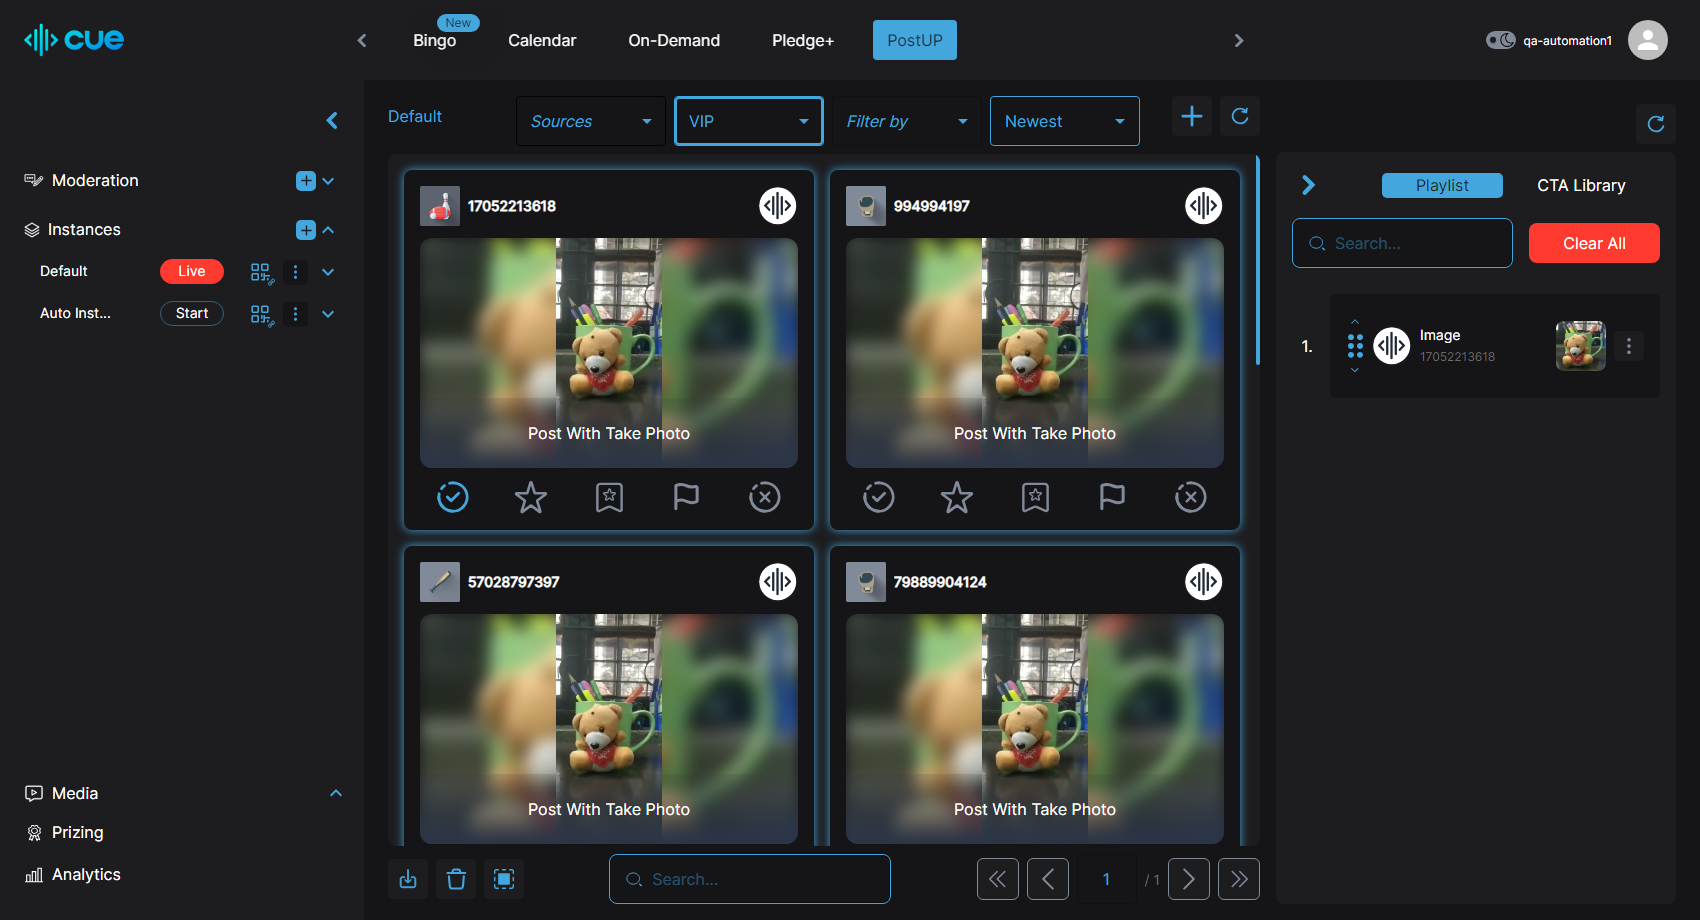 cue
New
Bingo
Calendar
On-Demand
Pledge+
PostUP
qa-automation1
Moderation
Instances
Default
Live
Auto Inst...
Start
Media
Prizing
Analytics
Default
Sources
VIP
Filter by
Newest
17052213618
Post With Take Photo
994994197
Post With Take Photo
57028797397
Post With Take Photo
79889904124
Post With Take Photo
Search...
1
/ 1
Playlist
CTA Library
Search...
Clear All
1.
Image
17052213618